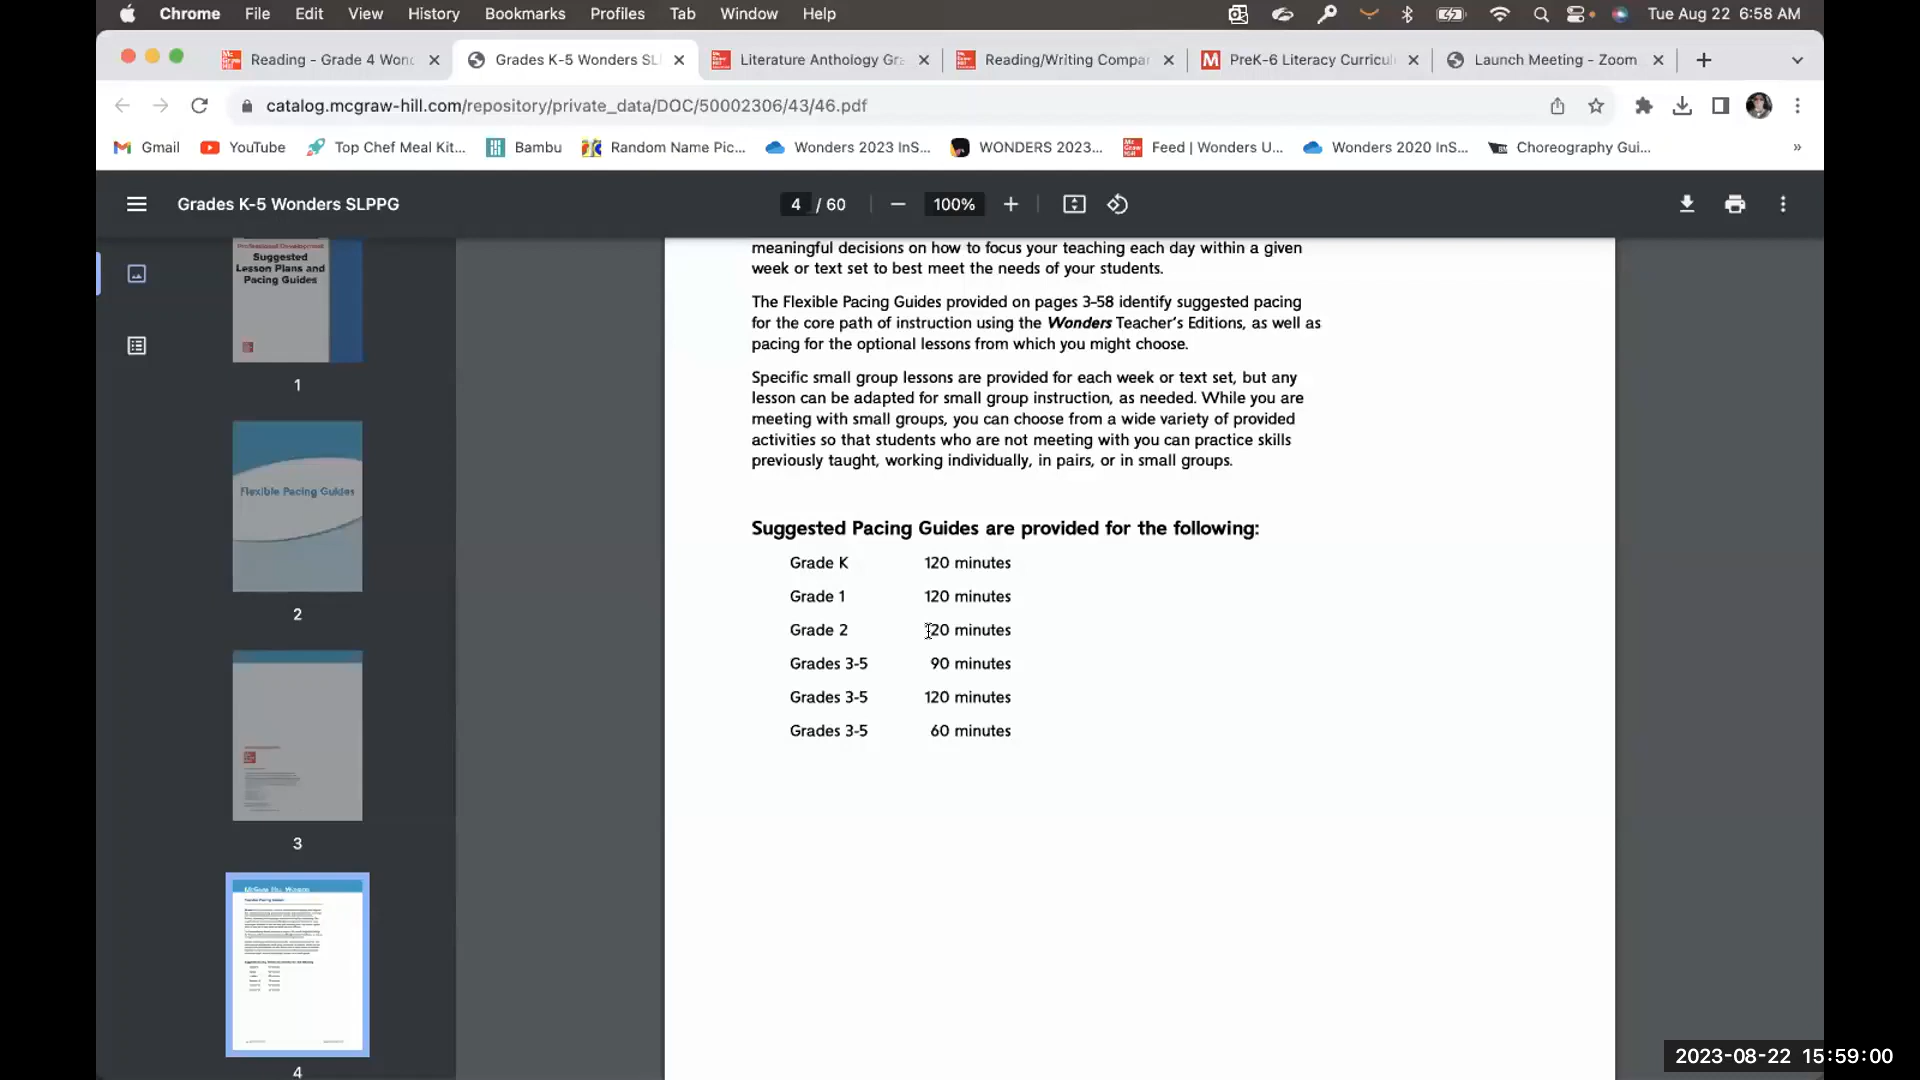 Chrome File Edit View History Bookmarks Profiles Tab Window Help Tue Aug 22 6:58 AM
Reading - Grade 4 Won Grades K-5 Wonders SL Literature Anthology Gr Reading/Writing Compa PreK-6 Literacy Curricul Launch Meeting - Zoom
catalog.mcgraw-hill.com/repository/private_data/DOC/50002306/43/46.pdf
Gmail YouTube Top Chef Meal Kit... Bambu Random Name Pic... Wonders 2023 InS... WONDERS 2023... Feed | Wonders U... Wonders 2020 InS... Choreography Gui... »
Grades K-5 Wonders SLPPG 4 / 60 100%
Professional Development
Suggested
Lesson Plans and
Pacing Guides
1
Flexible Pacing Guides
2
3
4
meaningful decisions on how to focus your teaching each day within a given
week or text set to best meet the needs of your students.
The Flexible Pacing Guides provided on pages 3-58 identify suggested pacing
for the core path of instruction using the Wonders Teacher's Editions, as well as
pacing for the optional lessons from which you might choose.
Specific small group lessons are provided for each week or text set, but any
lesson can be adapted for small group instruction, as needed. While you are
meeting with small groups, you can choose from a wide variety of provided
activities so that students who are not meeting with you can practice skills
previously taught, working individually, in pairs, or in small groups.
Suggested Pacing Guides are provided for the following:
Grade K 120 minutes
Grade 1 120 minutes
Grade 2 120 minutes
Grades 3-5 90 minutes
Grades 3-5 120 minutes
Grades 3-5 60 minutes
2023-08-22 15:59:00